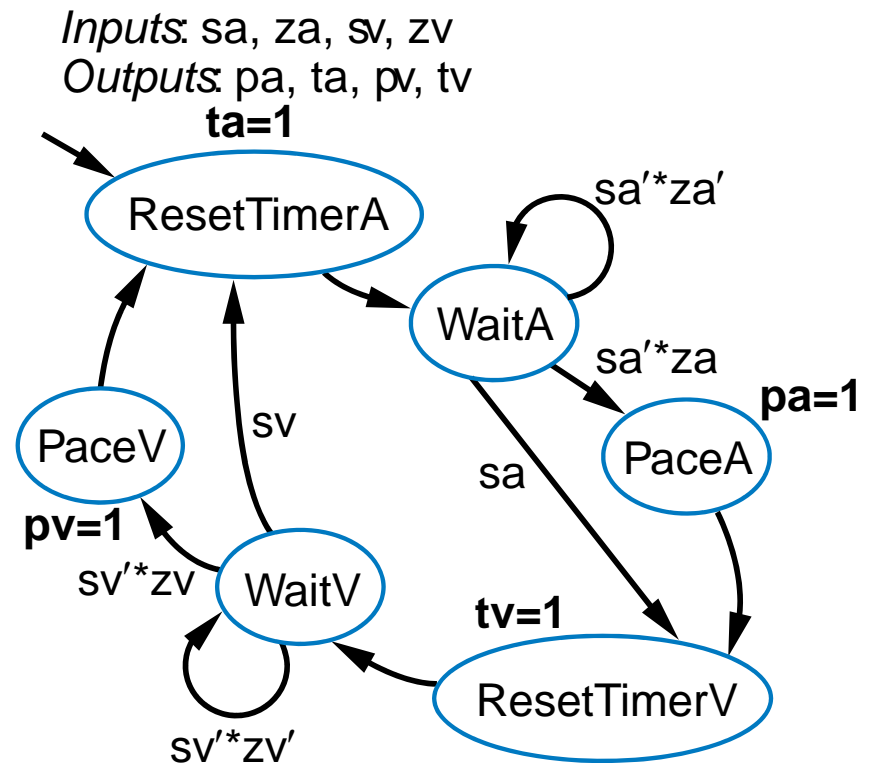 Inputs: sa, za, sv, zv
Outputs: pa, ta, pv, tv
ta=1
ResetTimerA
sa′*za′
WaitA
sa′*za
pa=1
PaceV
sv
PaceA
sa
pv=1
sv′*zv
WaitV
tv=1
ResetTimerV
sv′*zv′